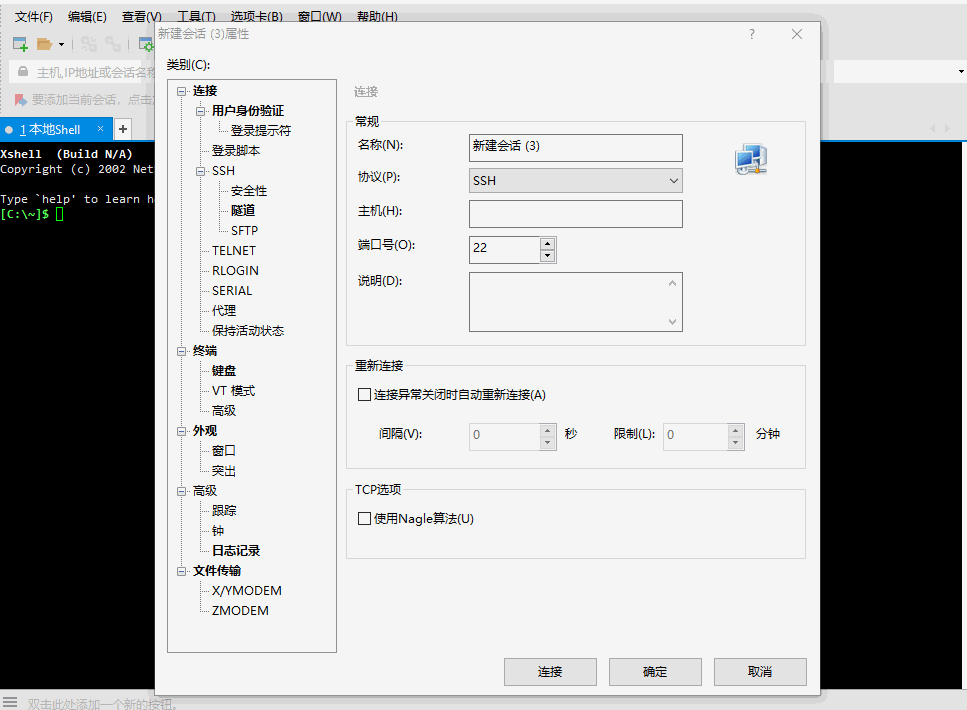 文件(F) 编辑(E) 查看(V) 工具(T) 选项卡(B) 窗口(W) 帮助(H)
主机,IP地址或会话名称
要添加当前会话，点击
1 本地Shell × +
Xshell (Build N/A)
Copyright (c) 2002 Net
Type `help' to learn h
[C:\~]$
双击此处添加一个新的按钮。
新建会话 (3)属性
? ×
类别(C):
连接
用户身份验证
登录提示符
登录脚本
SSH
安全性
隧道
SFTP
TELNET
RLOGIN
SERIAL
代理
保持活动状态
终端
键盘
VT 模式
高级
外观
窗口
突出
高级
跟踪
钟
日志记录
文件传输
X/YMODEM
ZMODEM
连接
常规
名称(N): 新建会话 (3)
协议(P): SSH
主机(H):
端口号(O): 22
说明(D):
重新连接
连接异常关闭时自动重新连接(A)
间隔(V): 0 秒 限制(L): 0 分钟
TCP选项
使用Nagle算法(U)
连接 确定 取消